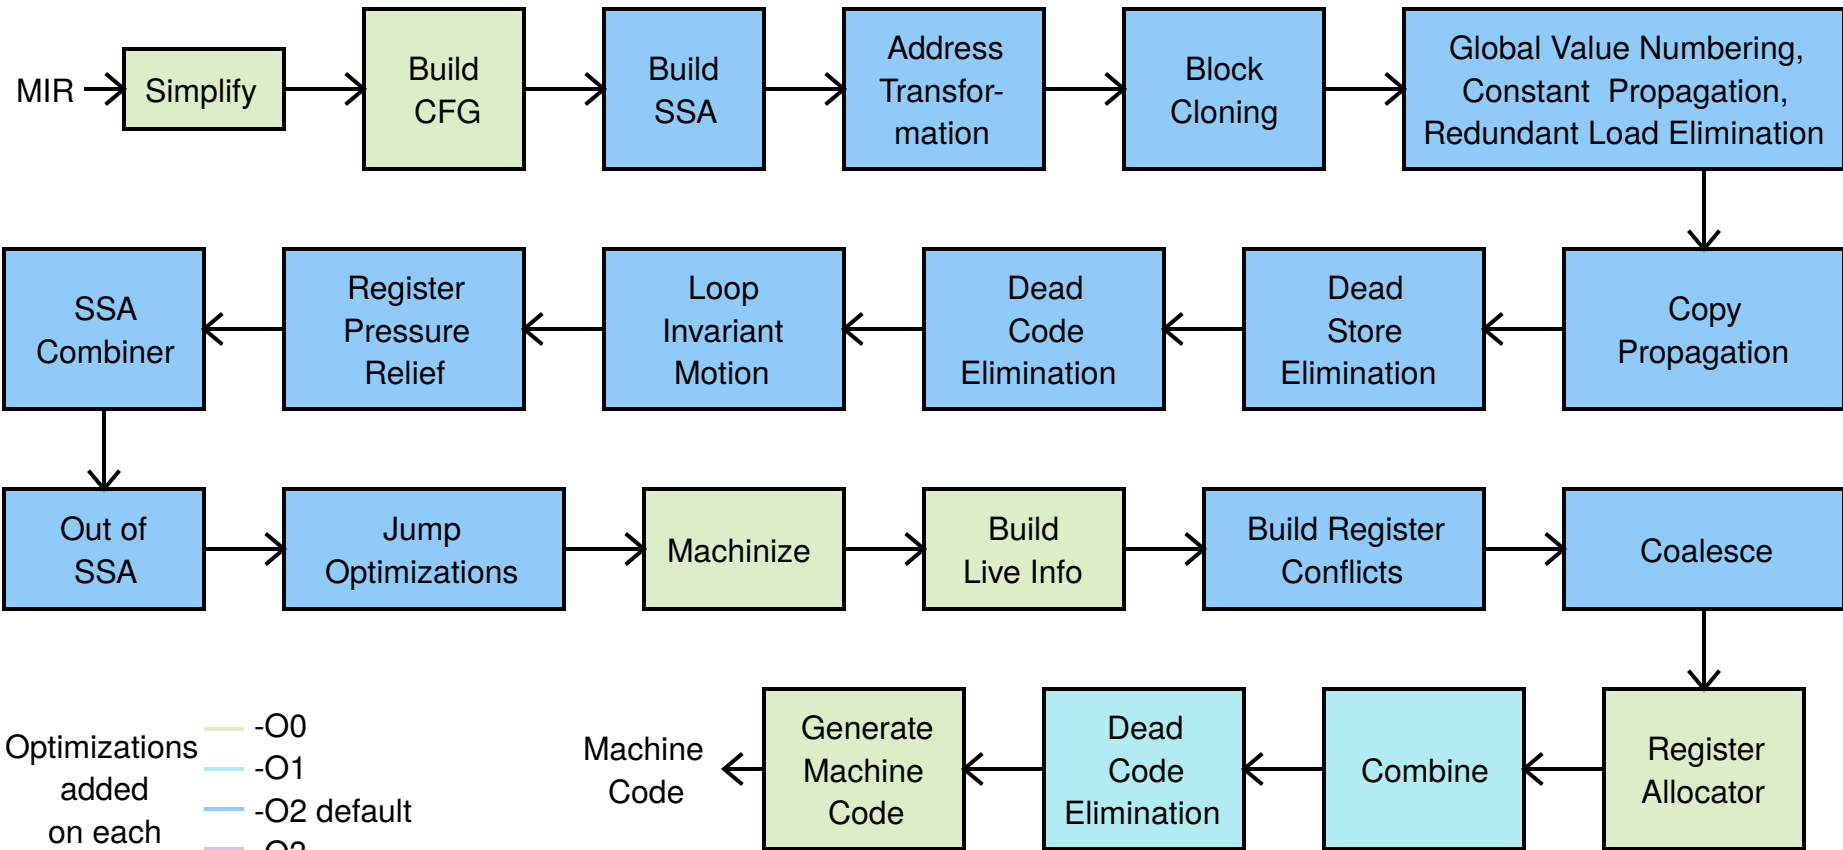 MIR
Simplify
Build
CFG
Build
SSA
Address
Transfor-
mation
Block
Cloning
Global Value Numbering,
Constant Propagation,
Redundant Load Elimination
SSA
Combiner
Register
Pressure
Relief
Loop
Invariant
Motion
Dead
Code
Elimination
Dead
Store
Elimination
Copy
Propagation
Out of
SSA
Jump
Optimizations
Machinize
Build
Live Info
Build Register
Conflicts
Coalesce
Optimizations
added
on each
-O0
-O1
-O2 default
Machine
Code
Generate
Machine
Code
Dead
Code
Elimination
Combine
Register
Allocator